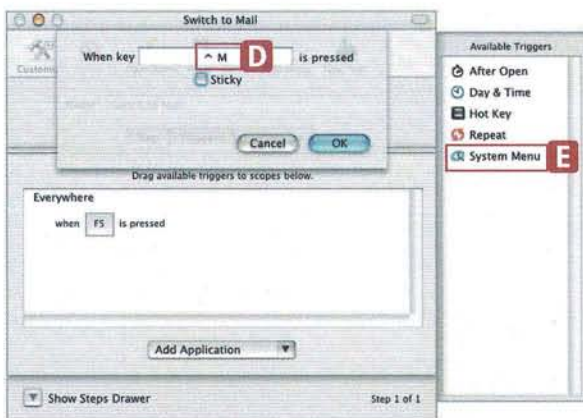 Switch to Mail
When key ^ M D is pressed
Sticky
Cancel OK
Drag available triggers to scopes below.
Everywhere
when F5 is pressed
Add Application
Show Steps Drawer
Step 1 of 1
Available Triggers
After Open
Day & Time
Hot Key
Repeat
System Menu E